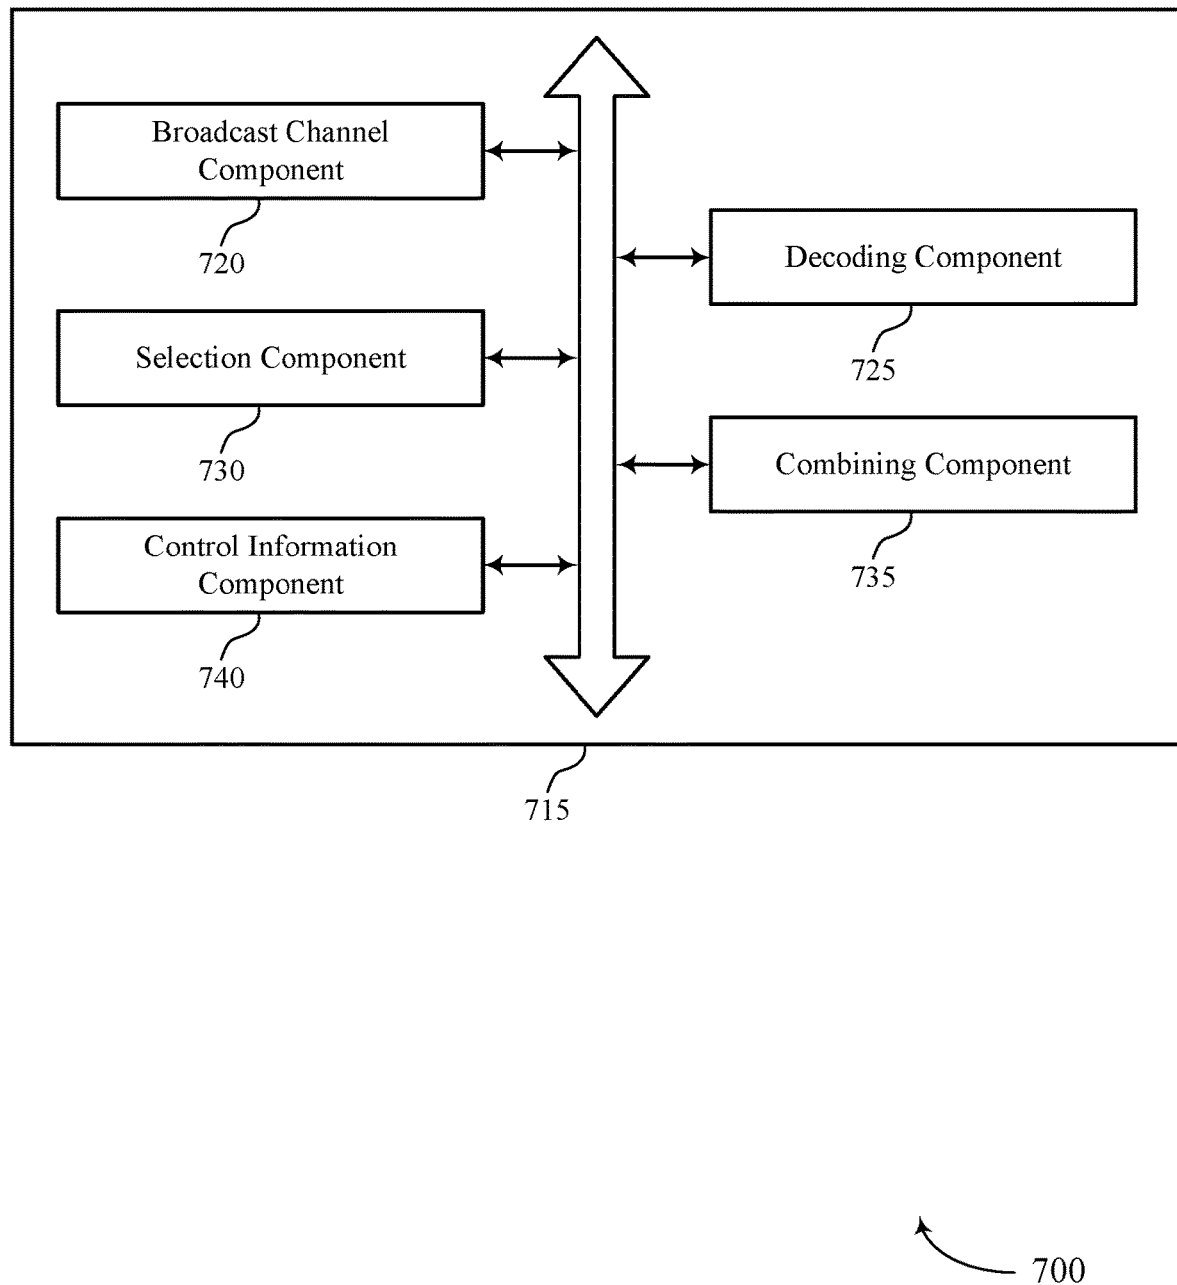 Broadcast Channel
Component
720
Decoding Component
725
Selection Component
730
Combining Component
735
Control Information
Component
740
715
700